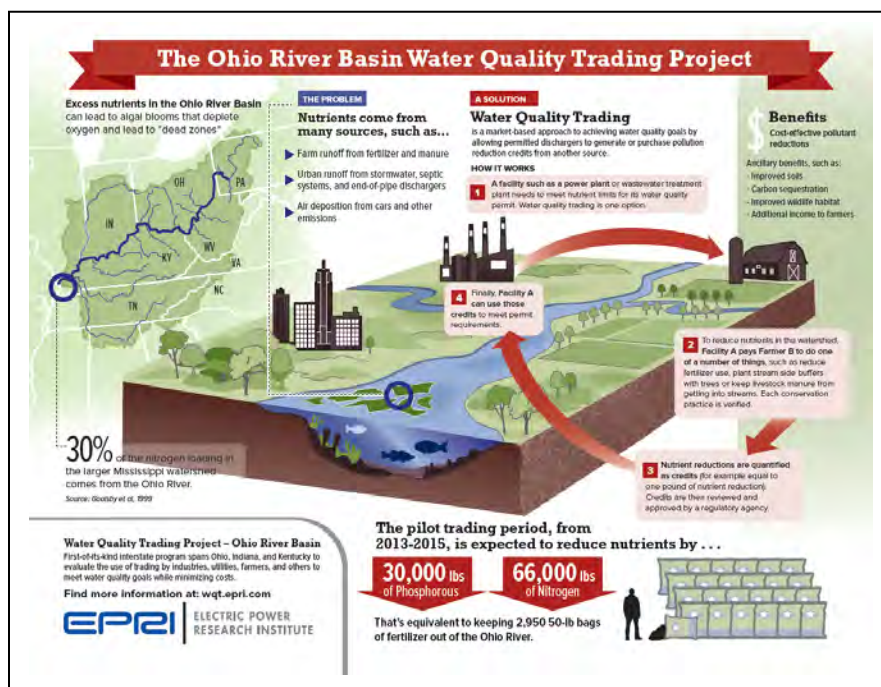 The Ohio River Basin Water Quality Trading Project
Excess nutrients in the Ohio River Basin
can lead to algal blooms that deplete
oxygen and lead to "dead zones"
OH
PA
IN
WV
KY
VA
TN
NC
30% of the nitrogen loading in
the larger Mississippi watershed
comes from the Ohio River.
Source: Goolsby et al, 1999
THE PROBLEM
Nutrients come from
many sources, such as...
Farm runoff from fertilizer and manure
Urban runoff from stormwater, septic
systems, and end-of-pipe dischargers
Air deposition from cars and other
emissions
A SOLUTION
Water Quality Trading
is a market-based approach to achieving water quality goals by
allowing permitted dischargers to generate or purchase pollution
reduction credits from another source.
HOW IT WORKS
1 A facility such as a power plant or wastewater treatment
plant needs to meet nutrient limits for its water quality
permit. Water quality trading is one option.
$ Benefits
Cost-effective pollutant
reductions
Ancillary benefits, such as:
- Improved soils
- Carbon sequestration
- Improved wildlife habitat
- Additional income to farmers
4 Finally, Facility A
can use those
credits to meet permit
requirements.
2 To reduce nutrients in the watershed,
Facility A pays Farmer B to do one
of a number of things, such as reduce
fertilizer use, plant stream side buffers
with trees or keep livestock manure from
getting into streams. Each conservation
practice is verified.
3 Nutrient reductions are quantified
as credits (for example equal to
one pound of nutrient reduction).
Credits are then reviewed and
approved by a regulatory agency.
Water Quality Trading Project – Ohio River Basin
First-of-its-kind interstate program spans Ohio, Indiana, and Kentucky to
evaluate the use of trading by industries, utilities, farmers, and others to
meet water quality goals while minimizing costs.
Find more information at: wqt.epri.com
EPRI ELECTRIC POWER
RESEARCH INSTITUTE
The pilot trading period, from
2013-2015, is expected to reduce nutrients by . . .
30,000 lbs
of Phosphorous
66,000 lbs
of Nitrogen
That's equivalent to keeping 2,950 50-lb bags
of fertilizer out of the Ohio River.